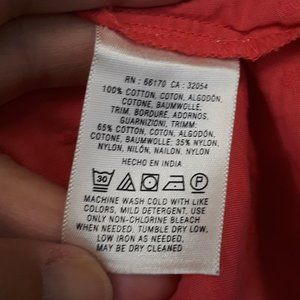 RN : 66170 CA : 32054
100% COTTON, COTON, ALGODÓN,
COTONE, BAUMWOLLE.
TRIM, BORDURE, ADORNOS,
GUARNIZIONI, TRIMM:
65% COTTON, COTON, ALGODÓN,
COTONE, BAUMWOLLE; 35% NYLON,
NYLON, NILÓN, NAILON, NYLON
HECHO EN INDIA
30 P
MACHINE WASH COLD WITH LIKE
COLORS, MILD DETERGENT, USE
ONLY NON-CHLORINE BLEACH
WHEN NEEDED. TUMBLE DRY LOW,
LOW IRON AS NEEDED,
MAY BE DRY CLEANED